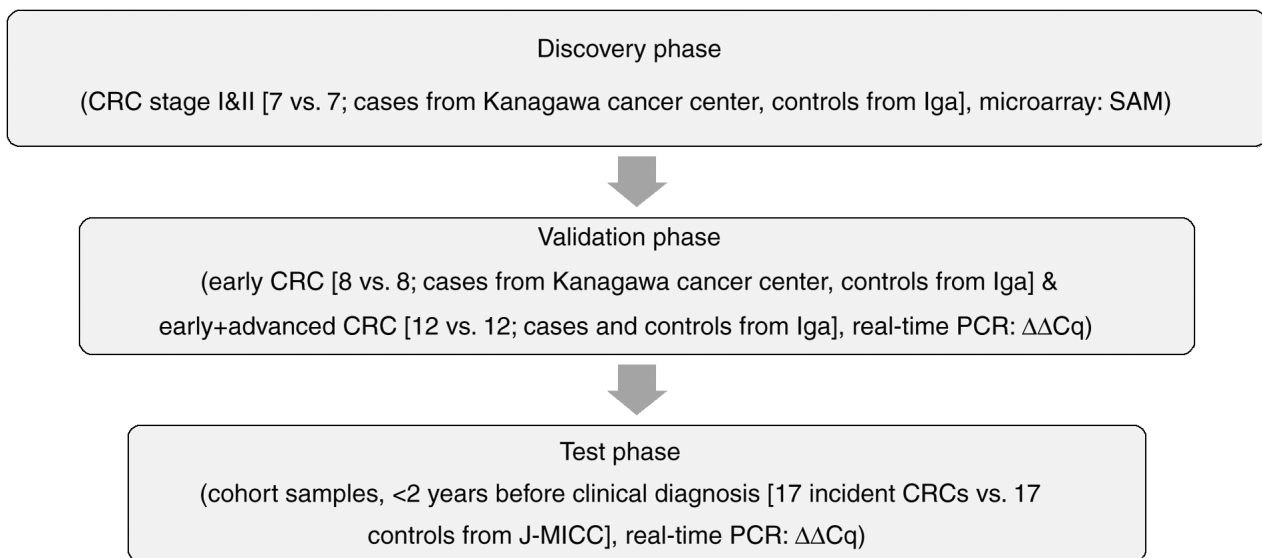 Discovery phase
(CRC stage I&II [7 vs. 7; cases from Kanagawa cancer center, controls from Iga], microarray: SAM)
Validation phase
(early CRC [8 vs. 8; cases from Kanagawa cancer center, controls from Iga] &
early+advanced CRC [12 vs. 12; cases and controls from Iga], real-time PCR: ΔΔCq)
Test phase
(cohort samples, <2 years before clinical diagnosis [17 incident CRCs vs. 17
controls from J-MICC], real-time PCR: ΔΔCq)